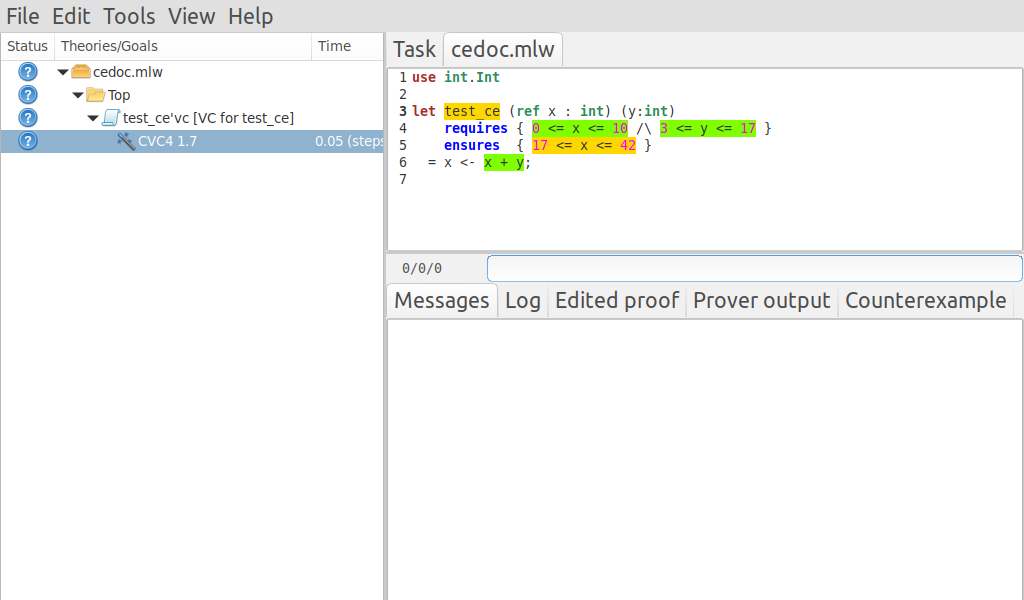 File Edit Tools View Help
Status Theories/Goals Time
cedoc.mlw
Top
test_ce'vc [VC for test_ce]
CVC4 1.7 0.05 (steps
Task cedoc.mlw
1 use int.Int
2
3 let test_ce (ref x : int) (y:int)
4     requires { 0 <= x <= 10 /\ 3 <= y <= 17 }
5     ensures  { 17 <= x <= 42 }
6   = x <- x + y;
7
0/0/0
Messages Log Edited proof Prover output Counterexample